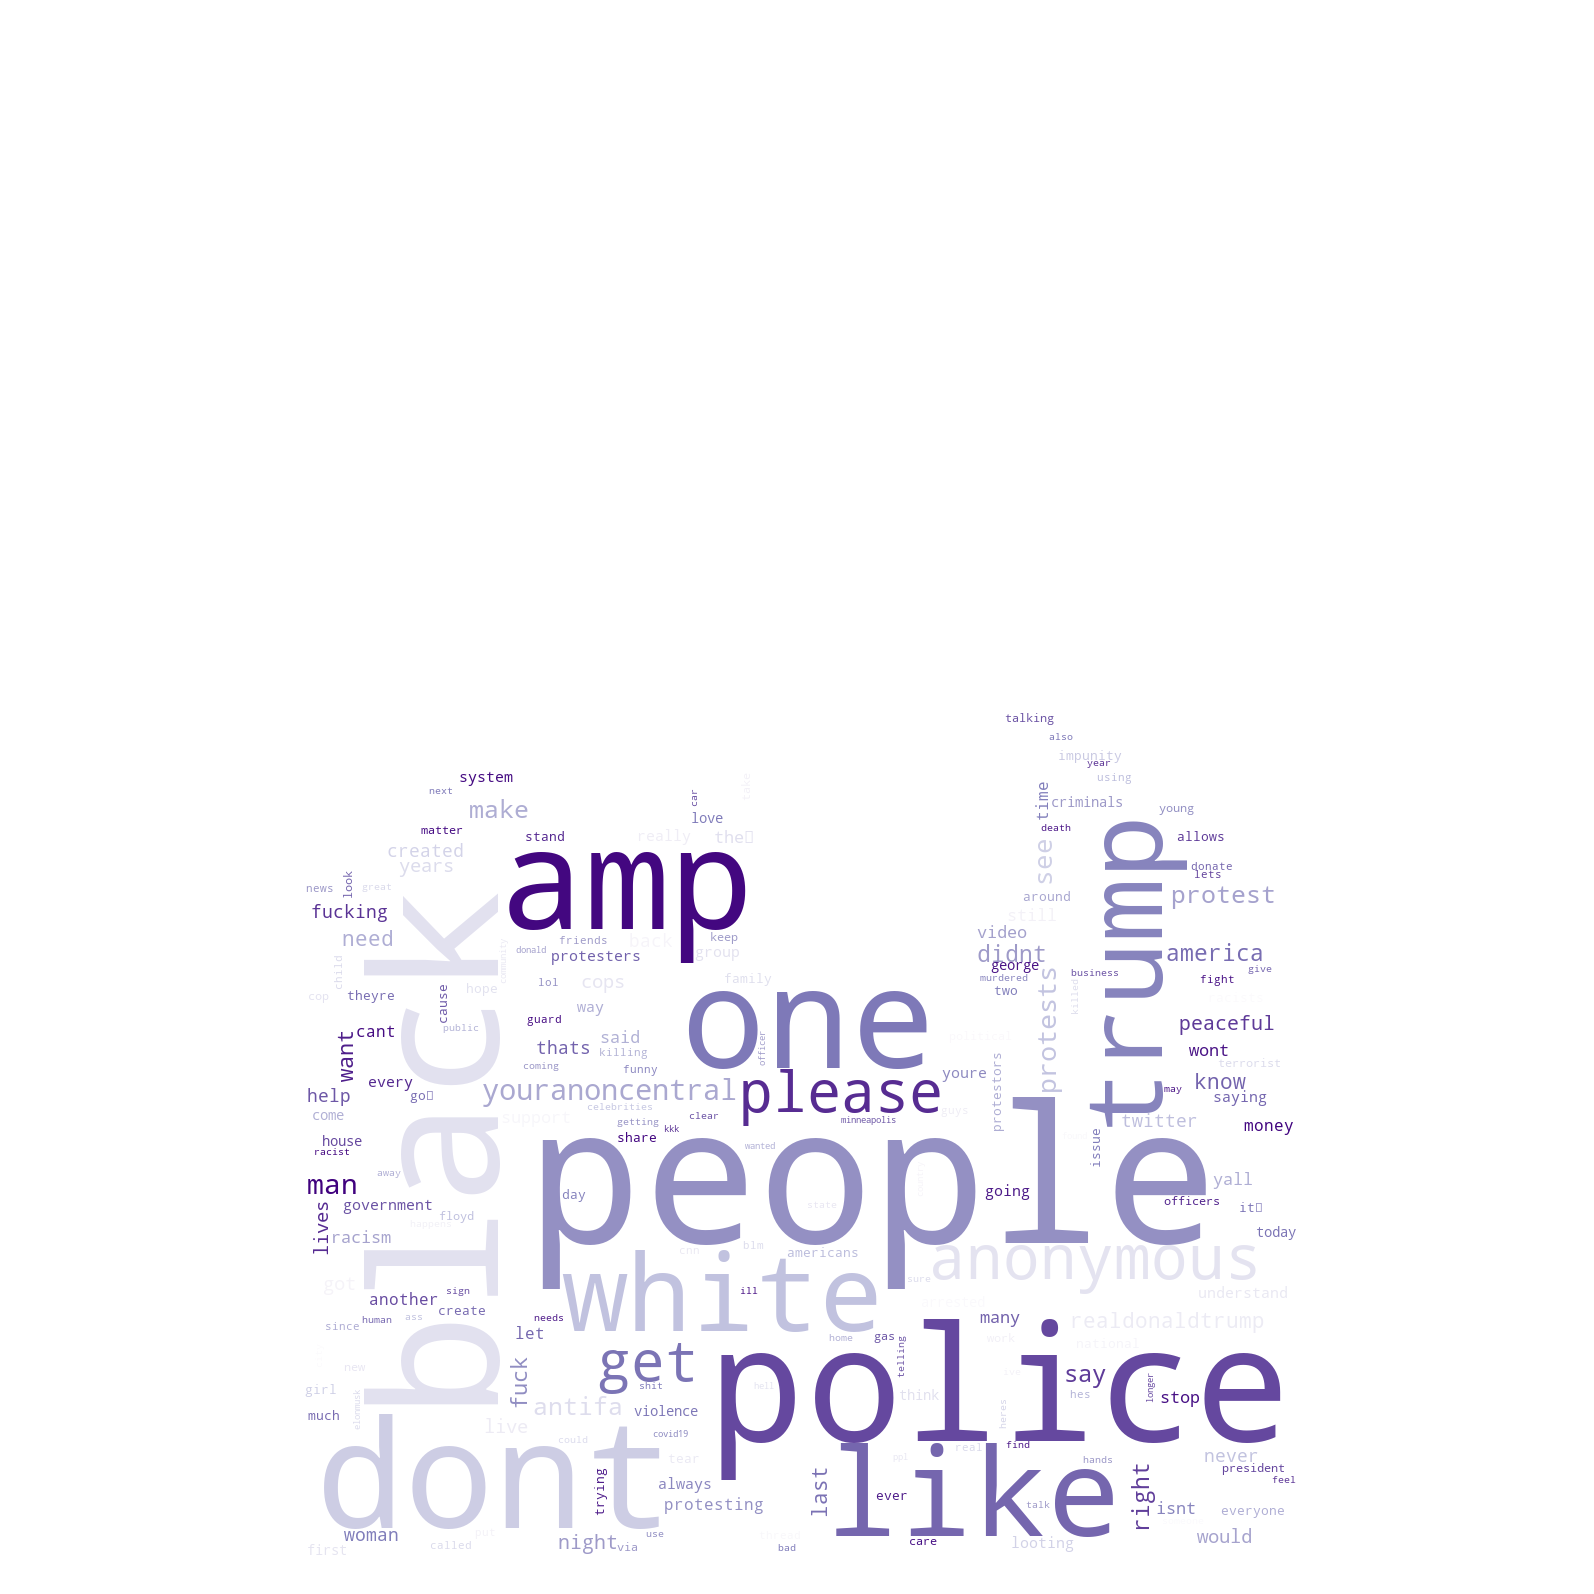 talking
also
impunity
year
system
using
next
car
take
time
criminals
make
young
matter
stand
love
death
really
allows
created
years
see
amp
trump
donate
lets
news
look
great
around
protest
fucking
still
need
friends
back
keep
video
donald
protesters
group
didnt
america
community
george
child
lol
cops
family
murdered
business
fight
give
cop
theyre
cause
hope
way
one
two
protests
killed
black
public
guard
said
officer
peaceful
cant
want
thats
killing
political
wont
coming
funny
protestors
youre
terrorist
every
youranoncentral
please
know
may
help
saying
come
support
celebrities
guys
getting
clear
minneapolis
twitter
share
kkk
money
house
racist
wanted
issue
people
away
man
day
going
yall
officers
government
state
lives
floyd
happens
today
racism
cnn
blm
americans
anonymous
got
white
sure
another
sign
ill
understand
create
human
ass
needs
many
realdonaldtrump
since
let
home
gas
work
national
new
fuck
get
telling
say
police
girl
shit
hell
think
hes
longer
stop
elonmusk
much
antifa
violence
heres
live
covid19
could
dont
real
find
never
tear
ppl
hands
president
trying
always
last
like
right
feel
ever
protesting
talk
isnt
everyone
woman
put
use
night
via
care
looting
would
first
called
bad